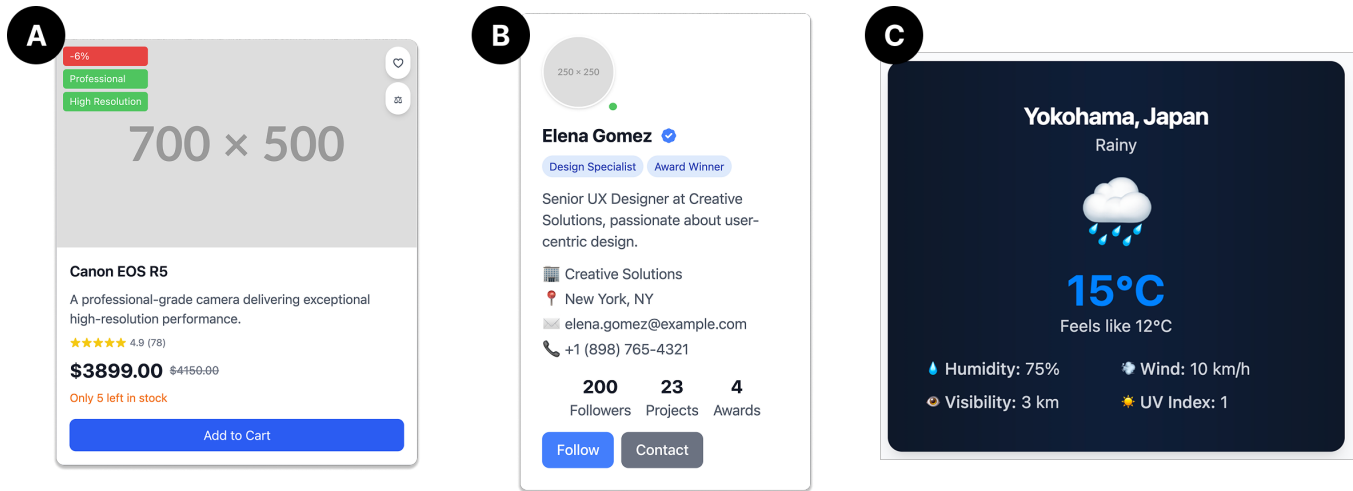 A
-6%
Professional
High Resolution
700 × 500
Canon EOS R5
A professional-grade camera delivering exceptional
high-resolution performance.
4.9 (78)
$3899.00 $4150.00
Only 5 left in stock
Add to Cart
B
250 × 250
Elena Gomez
Design Specialist Award Winner
Senior UX Designer at Creative
Solutions, passionate about user-
centric design.
Creative Solutions
New York, NY
elena.gomez@example.com
+1 (898) 765-4321
200 23 4
Followers Projects Awards
Follow Contact
C
Yokohama, Japan
Rainy
15°C
Feels like 12°C
Humidity: 75% Wind: 10 km/h
Visibility: 3 km UV Index: 1